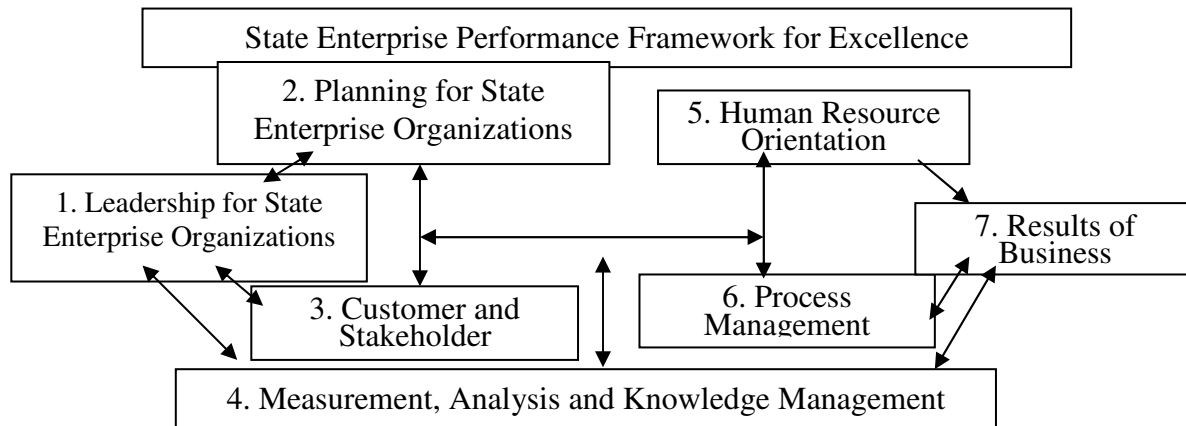 State Enterprise Performance Framework for Excellence
2. Planning for State
Enterprise Organizations
5. Human Resource
Orientation
1. Leadership for State
Enterprise Organizations
7. Results of
Business
3. Customer and
Stakeholder
6. Process
Management
4. Measurement, Analysis and Knowledge Management